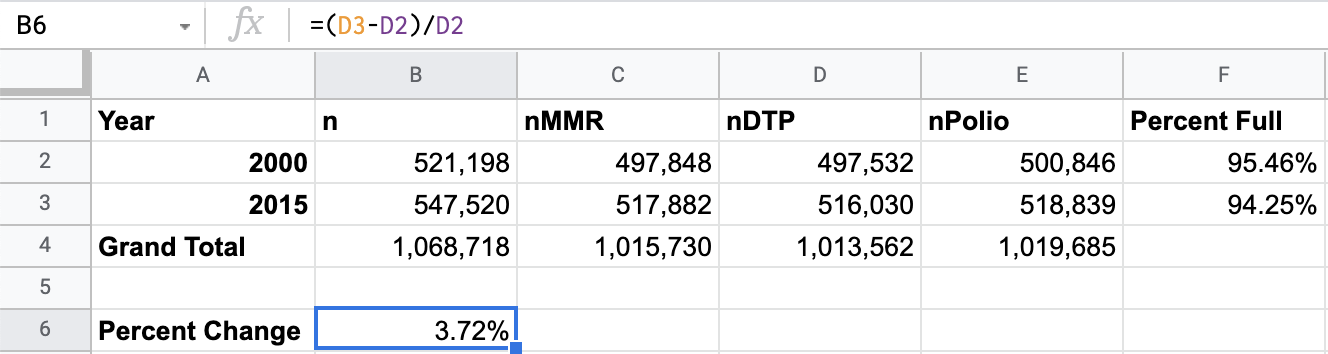 B6 fx =(D3-D2)/D2
A B C D E F
1 Year n nMMR nDTP nPolio Percent Full
2 2000 521,198 497,848 497,532 500,846 95.46%
3 2015 547,520 517,882 516,030 518,839 94.25%
4 Grand Total 1,068,718 1,015,730 1,013,562 1,019,685
5
6 Percent Change 3.72%